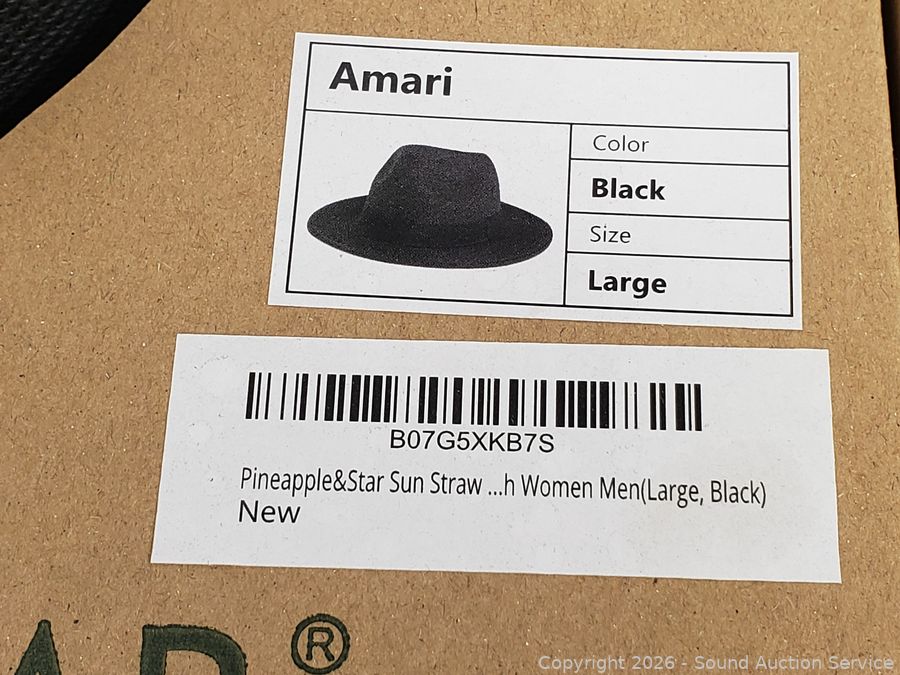 Amari
Color
Black
Size
Large
B07G5XKB7S
Pineapple&Star Sun Straw ...h Women Men(Large, Black)
New
®
Copyright 2026 - Sound Auction Service